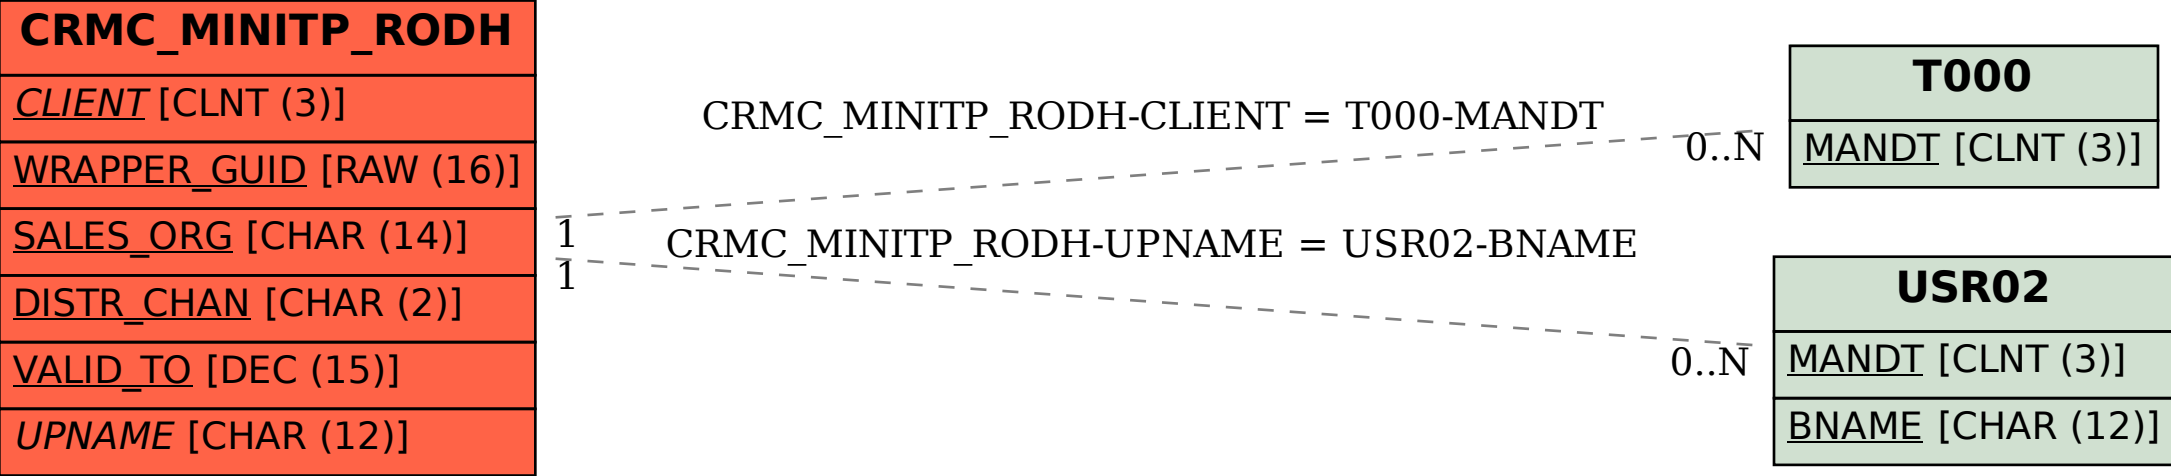 CRMC_MINITP_RODH
CLIENT [CLNT (3)]
WRAPPER_GUID [RAW (16)]
SALES_ORG [CHAR (14)]
DISTR_CHAN [CHAR (2)]
VALID_TO [DEC (15)]
UPNAME [CHAR (12)]
CRMC_MINITP_RODH-CLIENT = T000-MANDT
1
0..N
CRMC_MINITP_RODH-UPNAME = USR02-BNAME
1
0..N
T000
MANDT [CLNT (3)]
USR02
MANDT [CLNT (3)]
BNAME [CHAR (12)]